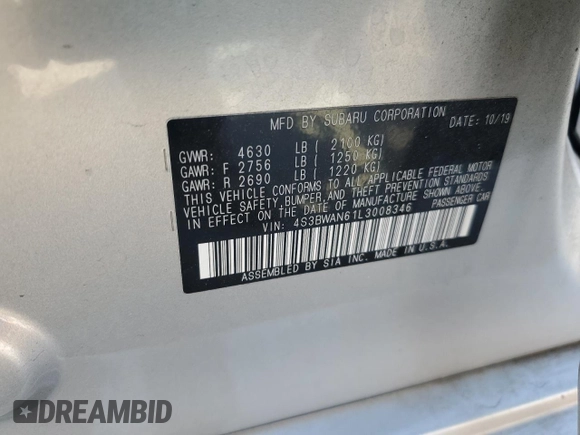 MFD BY SUBARU CORPORATION DATE: 10/19
GVWR: 4630 LB ( 2100 KG)
GAWR: F 2756 LB ( 1250 KG)
GAWR: R 2690 LB ( 1220 KG)
THIS VEHICLE CONFORMS TO ALL APPLICABLE FEDERAL MOTOR
VEHICLE SAFETY, BUMPER AND THEFT PREVENTION STANDARDS
IN EFFECT ON THE DATE OF MANUFACTURE SHOWN ABOVE.
VIN: 4S3BWAN61L3008346 PASSENGER CAR
ASSEMBLED BY SIA INC. MADE IN U.S.A.
DREAMBID